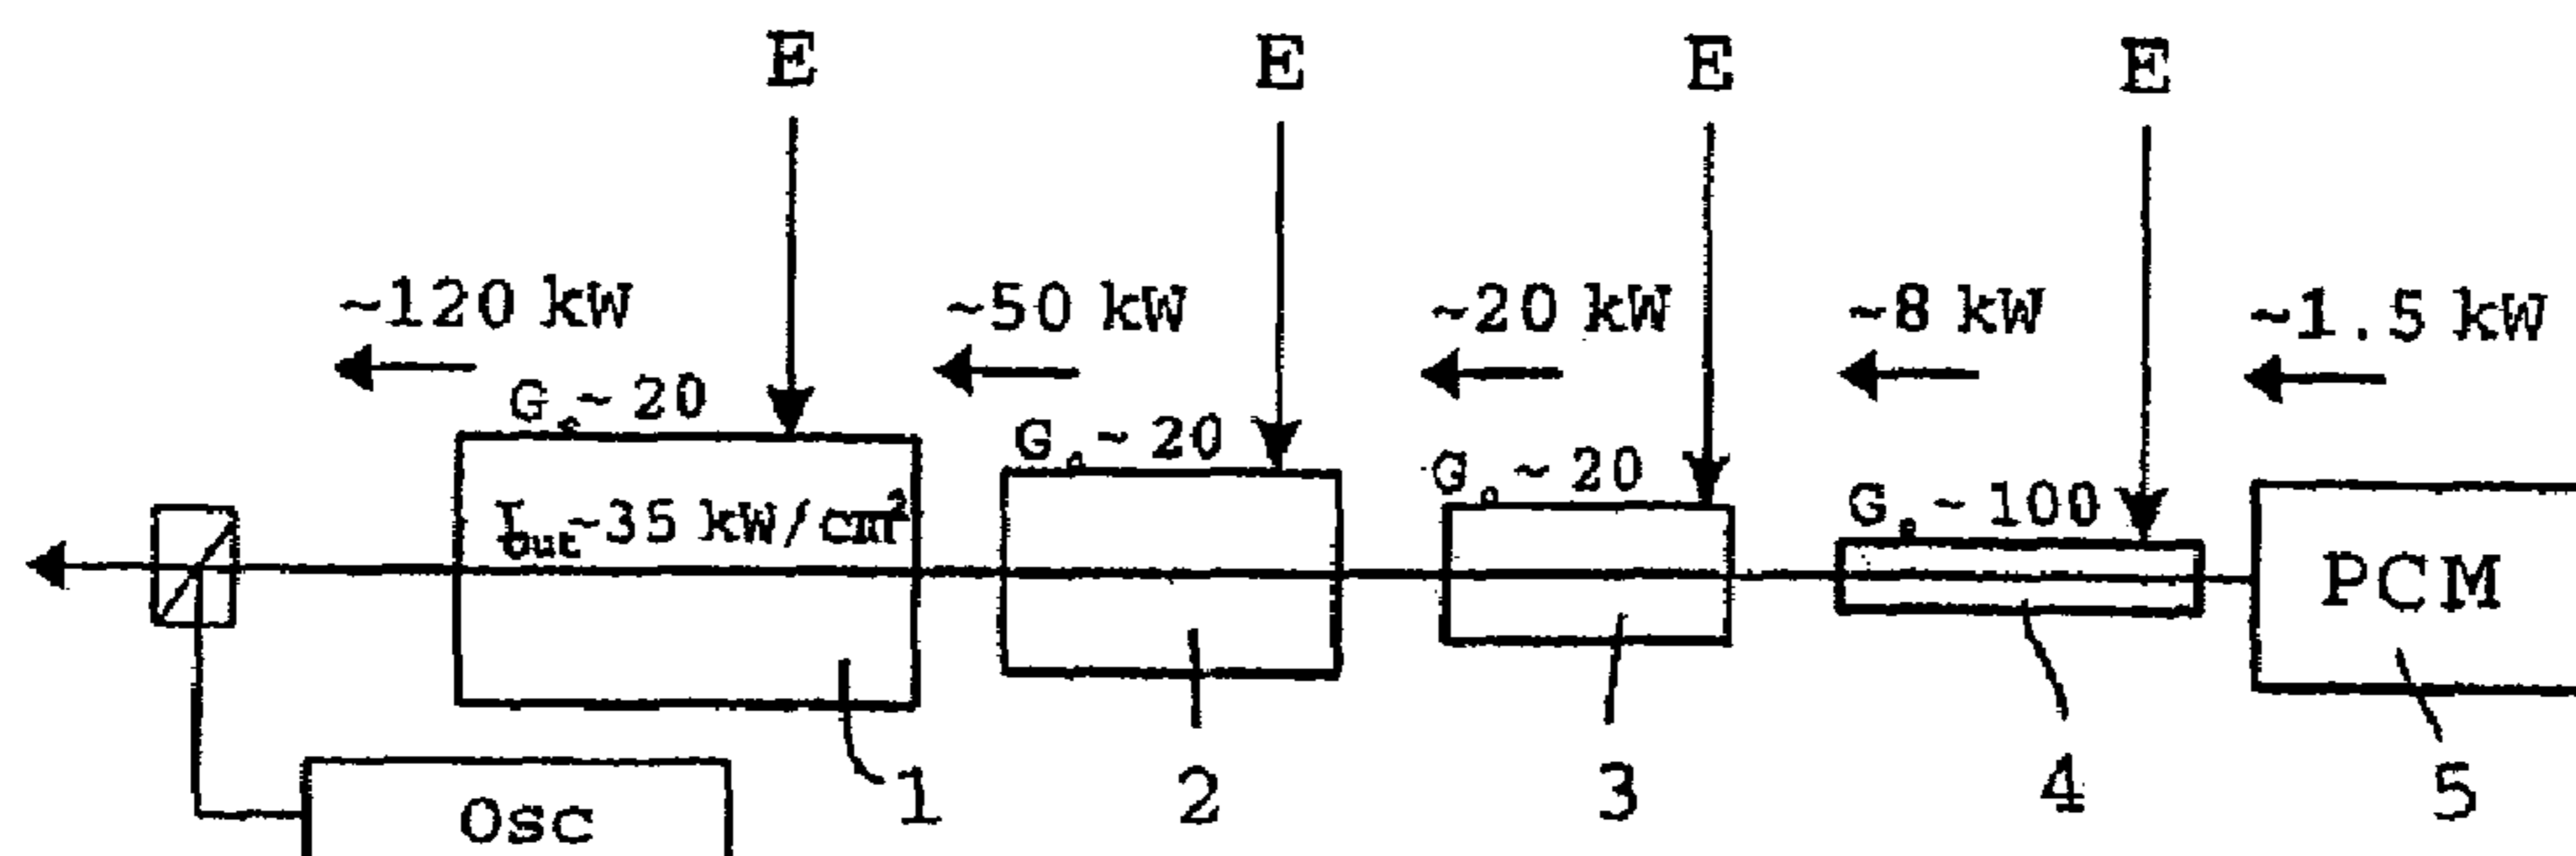 E E E E
~120 kW ~50 kW ~20 kW ~8 kW ~1.5 kW
G₀~ 20 G₀~ 20 G₀~ 20 G₀~ 100
I_out~35 kW/cm²
PCM
1 2 3 4 5
Osc